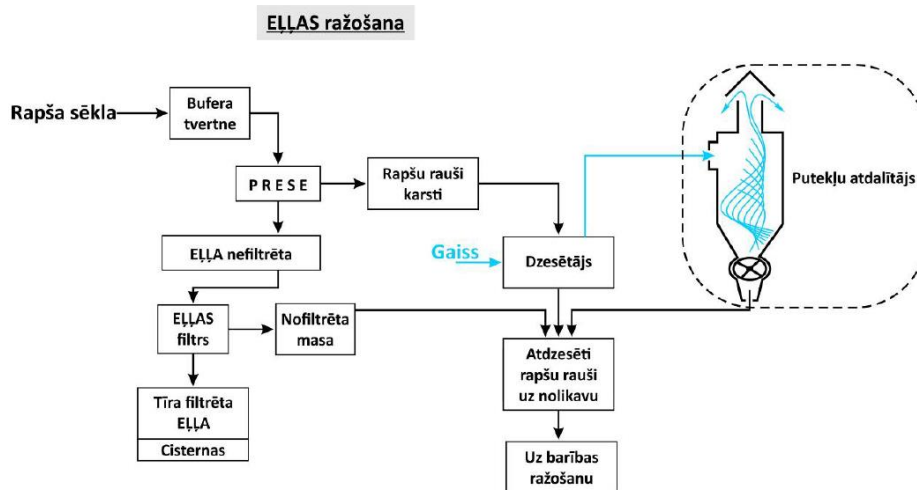 EĻĻAS ražošana
Rapša sēkla
Bufera
tvertne
PRESE
Rapšu rauši
karsti
Putekļu atdalītājs
EĻĻA nefiltrēta
Gaiss
Dzesētājs
EĻĻAS
filtrs
Nofiltrēta
masa
Atdzesēti
rapšu rauši
uz nolikavu
Tīra filtrēta
EĻĻA
Cisternas
Uz barības
ražošanu